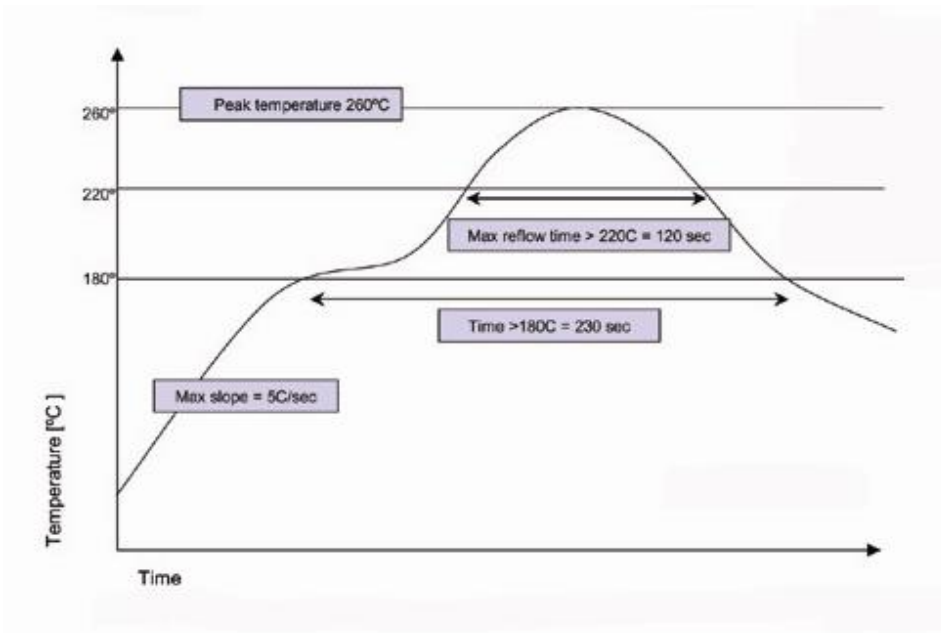 Peak temperature 260ºC
260º
220º
Max reflow time > 220C = 120 sec
180º
Time >180C = 230 sec
Max slope = 5C/sec
Temperature [ºC ]
Time